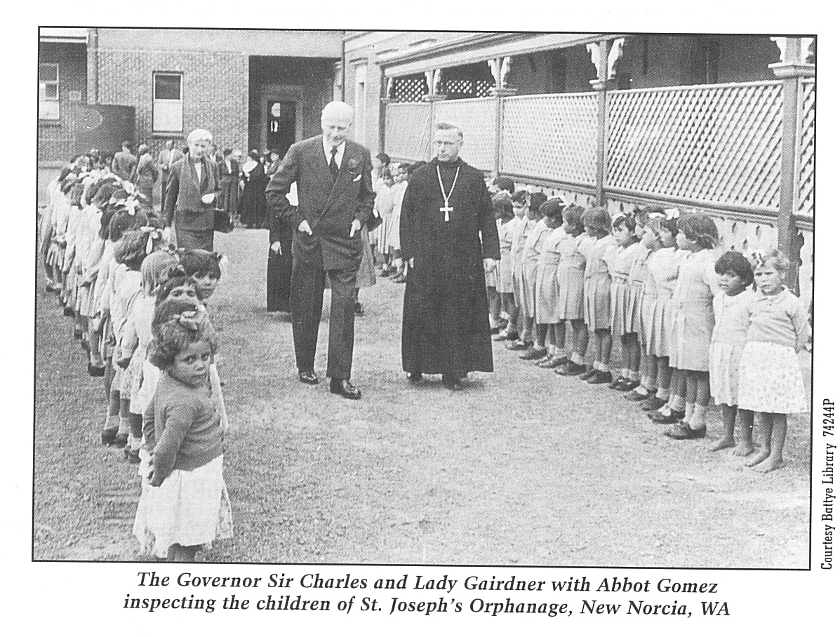 Courtesy Battye Library 74244P
The Governor Sir Charles and Lady Gairdner with Abbot Gomez
inspecting the children of St. Joseph's Orphanage, New Norcia, WA